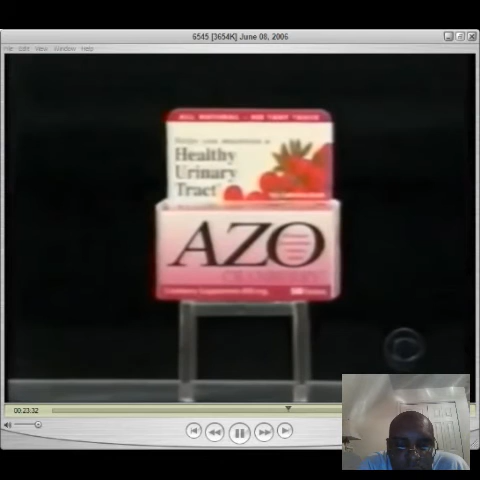 6545 [3654K] June 08, 2006
File Edit View Window Help
ALL NATURAL
Healthy
Urinary
Tract
AZO
CRANBERRY
00:23:32